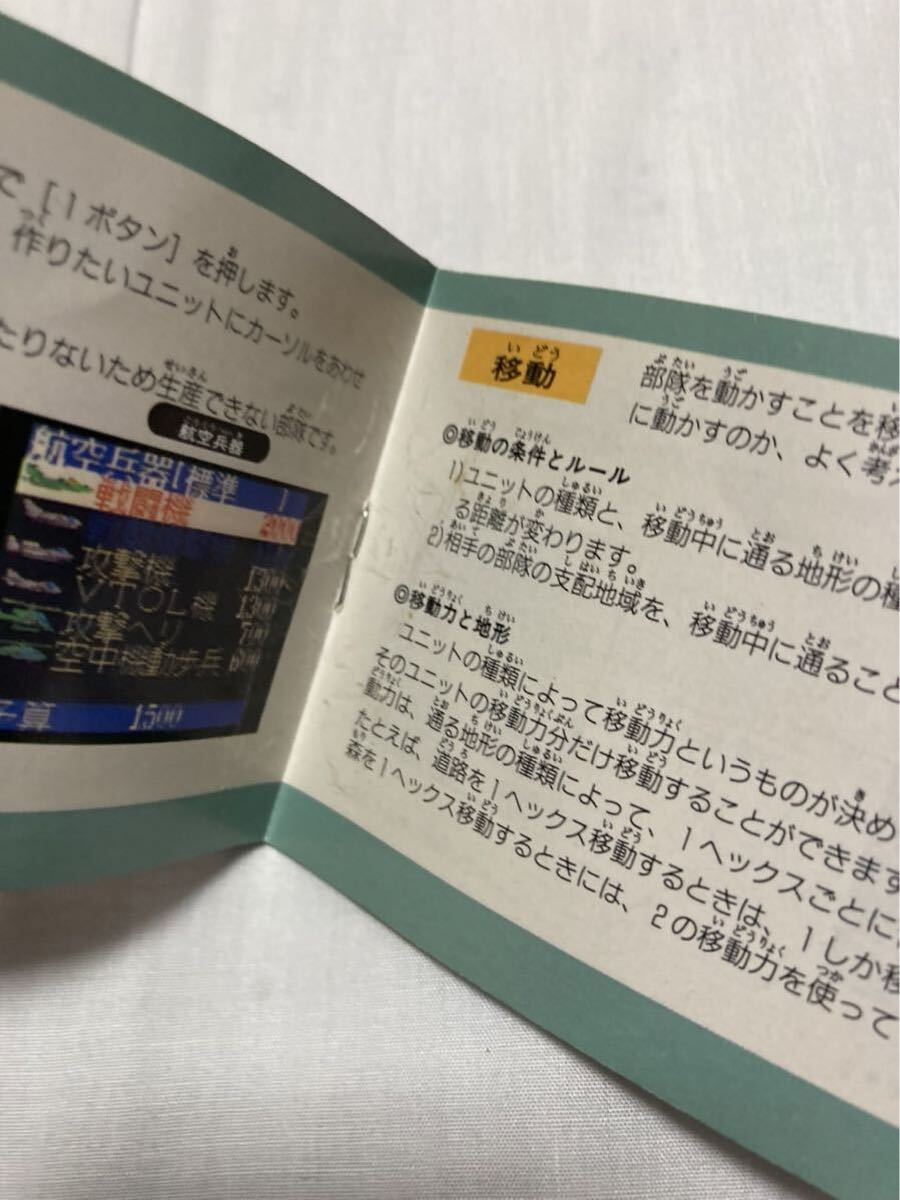 で［1ボタン］を押します。
作りたいユニットにカーソルをあわせ
たりないため生産できない部隊です。
航空兵器
航空兵器[標準
戦闘機 2000
攻撃機
VTOL機 1300
攻撃ヘリ 700
空中機動歩兵 600
予算 1500
移動
部隊を動かすことを移
に動かすのか、よく考え
◎移動の条件とルール
1)ユニットの種類と、移動中に通る地形の種
る距離が変わります。
2)相手の部隊の支配地域を、移動中に通ること
◎移動力と地形
ユニットの種類によって移動力というものが決め
そのユニットの移動力分だけ移動することができます
動力は、通る地形の種類によって、1ヘックスごとに
たとえば、道路を1ヘックス移動するときは、1しか移
森を1ヘックス移動するときには、2の移動力を使って